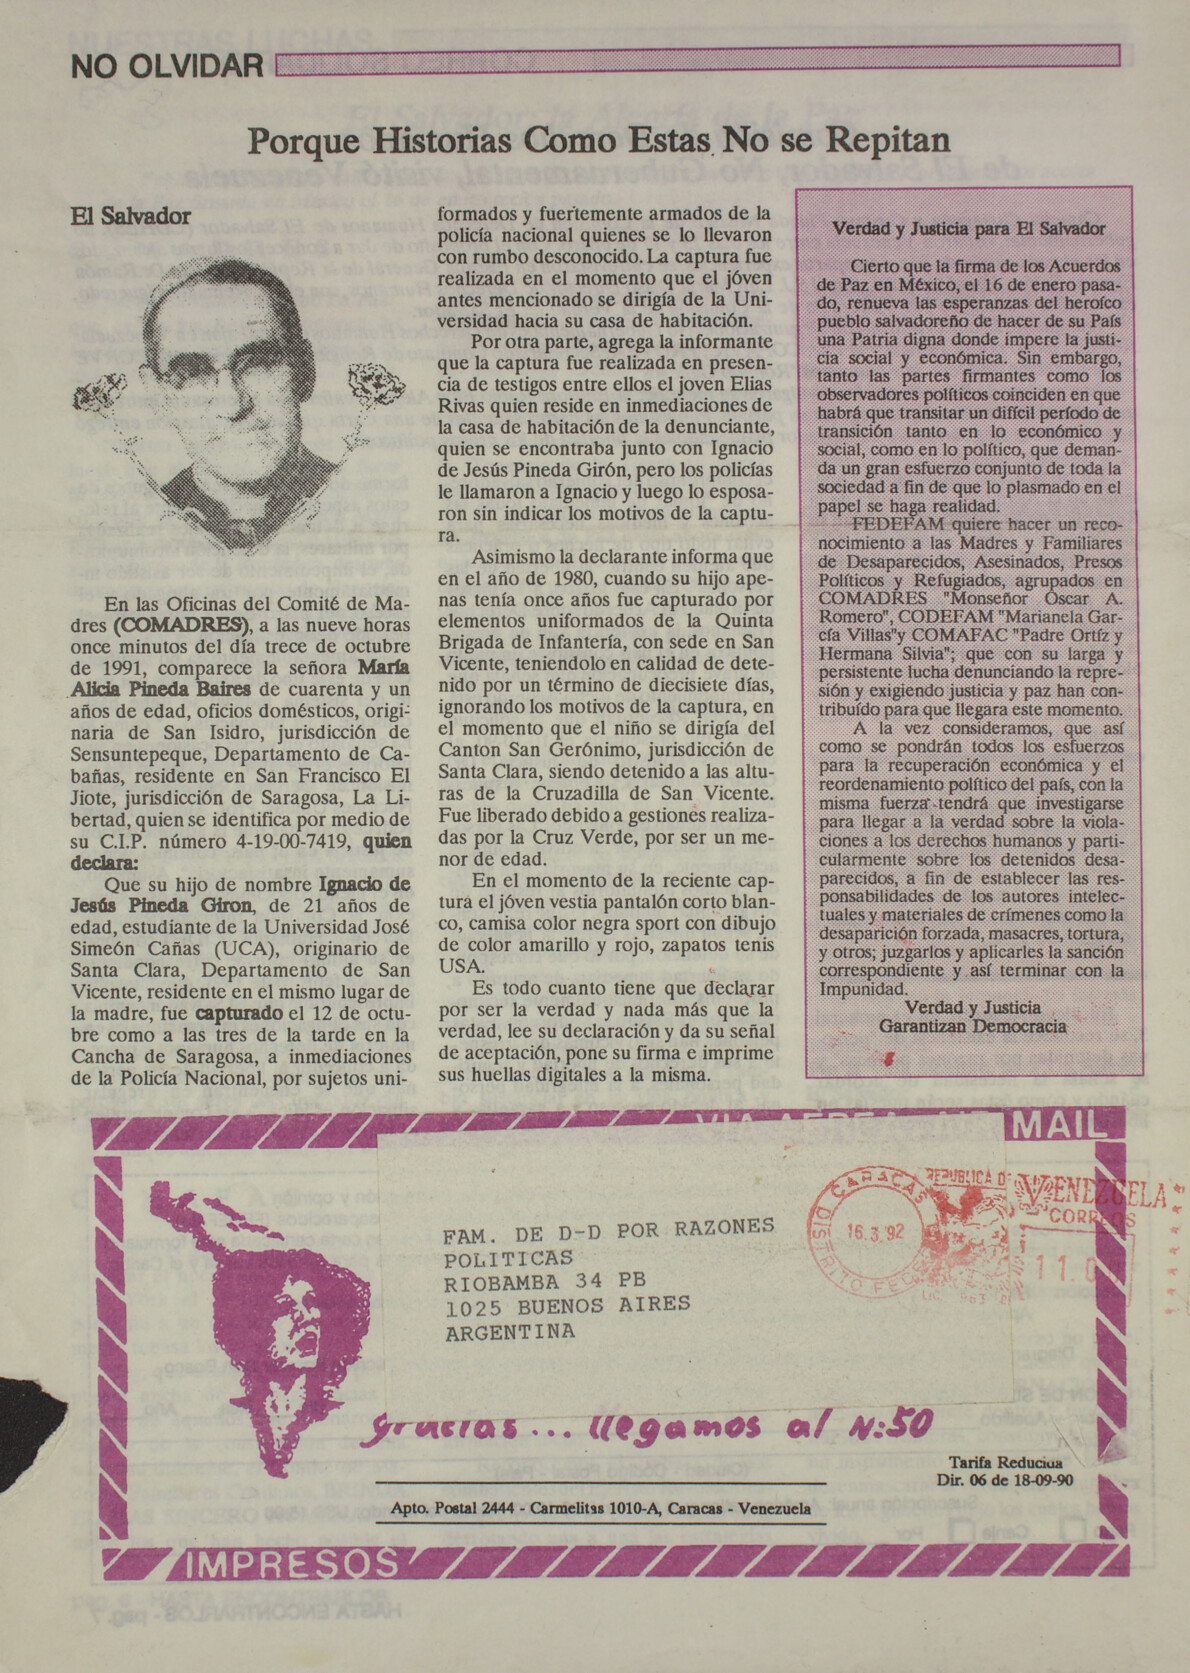 NO OLVIDAR
Porque Historias Como Estas No se Repitan
El Salvador
En las Oficinas del Comité de Ma-
dres (COMADRES), a las nueve horas
once minutos del día trece de octubre
de 1991, comparece la señora María
Alicia Pineda Baires de cuarenta y un
años de edad, oficios domésticos, origi-
naria de San Isidro, jurisdicción de
Sensuntepeque, Departamento de Ca-
bañas, residente en San Francisco El
Jiote, jurisdicción de Saragosa, La Li-
bertad, quien se identifica por medio de
su C.I.P. número 4-19-00-7419, quien
declara:
Que su hijo de nombre Ignacio de
Jesús Pineda Giron, de 21 años de
edad, estudiante de la Universidad José
Simeón Cañas (UCA), originario de
Santa Clara, Departamento de San
Vicente, residente en el mismo lugar de
la madre, fue capturado el 12 de octu-
bre como a las tres de la tarde en la
Cancha de Saragosa, a inmediaciones
de la Policía Nacional, por sujetos uni-
formados y fuertemente armados de la
policía nacional quienes se lo llevaron
con rumbo desconocido. La captura fue
realizada en el momento que el jóven
antes mencionado se dirigía de la Uni-
versidad hacia su casa de habitación.
Por otra parte, agrega la informante
que la captura fue realizada en presen-
cia de testigos entre ellos el joven Elias
Rivas quien reside en inmediaciones de
la casa de habitación de la denunciante,
quien se encontraba junto con Ignacio
de Jesús Pineda Girón, pero los policías
le llamaron a Ignacio y luego lo esposa-
ron sin indicar los motivos de la captu-
ra.
Asimismo la declarante informa que
en el año de 1980, cuando su hijo ape-
nas tenía once años fue capturado por
elementos uniformados de la Quinta
Brigada de Infantería, con sede en San
Vicente, teniendolo en calidad de dete-
nido por un término de diecisiete días,
ignorando los motivos de la captura, en
el momento que el niño se dirigía del
Canton San Gerónimo, jurisdicción de
Santa Clara, siendo detenido a las altu-
ras de la Cruzadilla de San Vicente.
Fue liberado debido a gestiones realiza-
das por la Cruz Verde, por ser un me-
nor de edad.
En el momento de la reciente cap-
tura el jóven vestia pantalón corto blan-
co, camisa color negra sport con dibujo
de color amarillo y rojo, zapatos tenis
USA.
Es todo cuanto tiene que declarar
por ser la verdad y nada más que la
verdad, lee su declaración y da su señal
de aceptación, pone su firma e imprime
sus huellas digitales a la misma.
Verdad y Justicia para El Salvador
Cierto que la firma de los Acuerdos
de Paz en México, el 16 de enero pasa-
do, renueva las esperanzas del heroíco
pueblo salvadoreño de hacer de su País
una Patria digna donde impere la justi-
cia social y económica. Sin embargo,
tanto las partes firmantes como los
observadores políticos coinciden en que
habrá que transitar un difícil período de
transición tanto en lo económico y
social, como en lo político, que deman-
da un gran esfuerzo conjunto de toda la
sociedad a fin de que lo plasmado en el
papel se haga realidad.
FEDEFAM quiere hacer un reco-
nocimiento a las Madres y Familiares
de Desaparecidos, Asesinados, Presos
Políticos y Refugiados, agrupados en
COMADRES "Monseñor Oscar A.
Romero", CODEFAM "Marianela Gar-
cía Villas"y COMAFAC "Padre Ortíz y
Hermana Silvia"; que con su larga y
persistente lucha denunciando la repre-
sión y exigiendo justicia y paz han con-
tribuído para que llegara este momento.
A la vez consideramos, que así
como se pondrán todos los esfuerzos
para la recuperación económica y el
reordenamiento político del país, con la
misma fuerza tendrá que investigarse
para llegar a la verdad sobre la viola-
ciones a los derechos humanos y parti-
cularmente sobre los detenidos desa-
parecidos, a fin de establecer las res-
ponsabilidades de los autores intelec-
tuales y materiales de crímenes como la
desaparición forzada, masacres, tortura,
y otros; juzgarlos y aplicarles la sanción
correspondiente y así terminar con la
Impunidad.
Verdad y Justicia
Garantizan Democracia
VIA AEREA MAIL
CARACAS
DISTRITO FEDE
16.3.92
REPUBLICA D
VENEZUELA
CORREOS
11.0
FAM. DE D-D POR RAZONES
POLITICAS
RIOBAMBA 34 PB
1025 BUENOS AIRES
ARGENTINA
gracias... llegamos al N:50
Tarifa Reducida
Dir. 06 de 18-09-90
Apto. Postal 2444 - Carmelitas 1010-A, Caracas - Venezuela
IMPRESOS